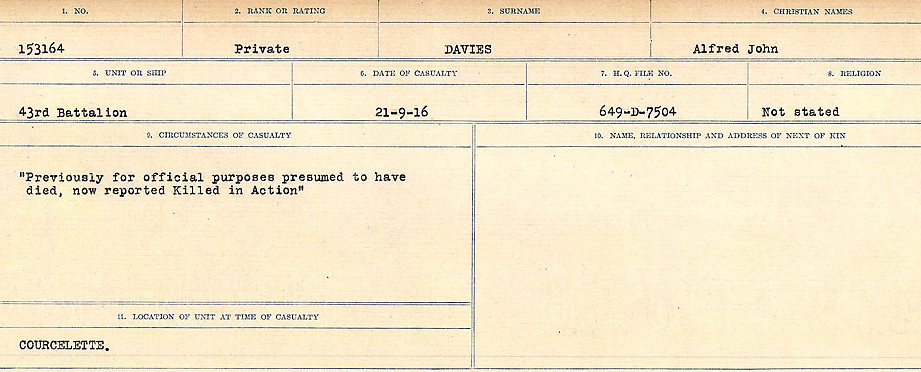 1. NO. 2. RANK OR RATING 3. SURNAME 4. CHRISTIAN NAMES
153164 Private DAVIES Alfred John
5. UNIT OR SHIP 6. DATE OF CASUALTY 7. H.Q. FILE NO. 8. RELIGION
43rd Battalion 21-9-16 649-D-7504 Not stated
9. CIRCUMSTANCES OF CASUALTY 10. NAME, RELATIONSHIP AND ADDRESS OF NEXT OF KIN
"Previously for official purposes presumed to have
died, now reported Killed in Action"
11. LOCATION OF UNIT AT TIME OF CASUALTY
COURCELETTE.